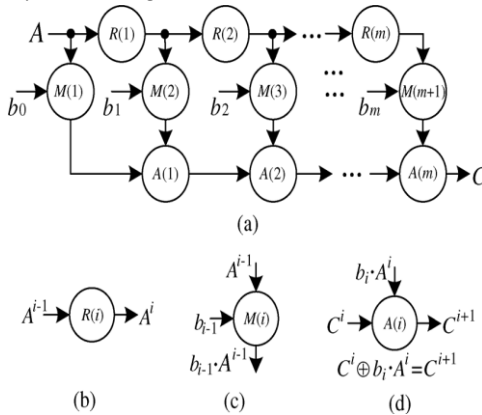 A R(1) R(2) ... R(m)
b0 M(1) b1 M(2) b2 M(3) ... ... bm M(m+1)
A(1) A(2) ... A(m) C
(a)
A^{i-1} R(i) A^i
A^{i-1} b_{i-1} M(i) b_{i-1}·A^{i-1}
b_i·A^i C^i A(i) C^{i+1}
C^i⊕b_i·A^i=C^{i+1}
(b) (c) (d)